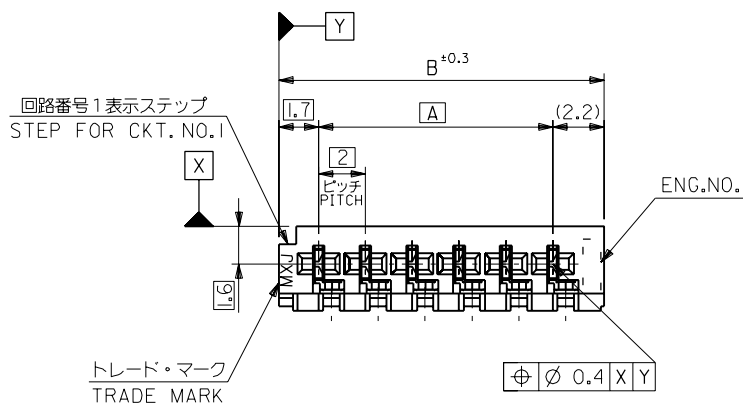 Y
B ±0.3
回路番号1表示ステップ
STEP FOR CKT.NO.1
1.7
A
(2.2)
X
2
ピッチ
PITCH
ENG.NO.
MXJ
1.6
トレード・マーク
TRADE MARK
⌖ Ø 0.4 X Y